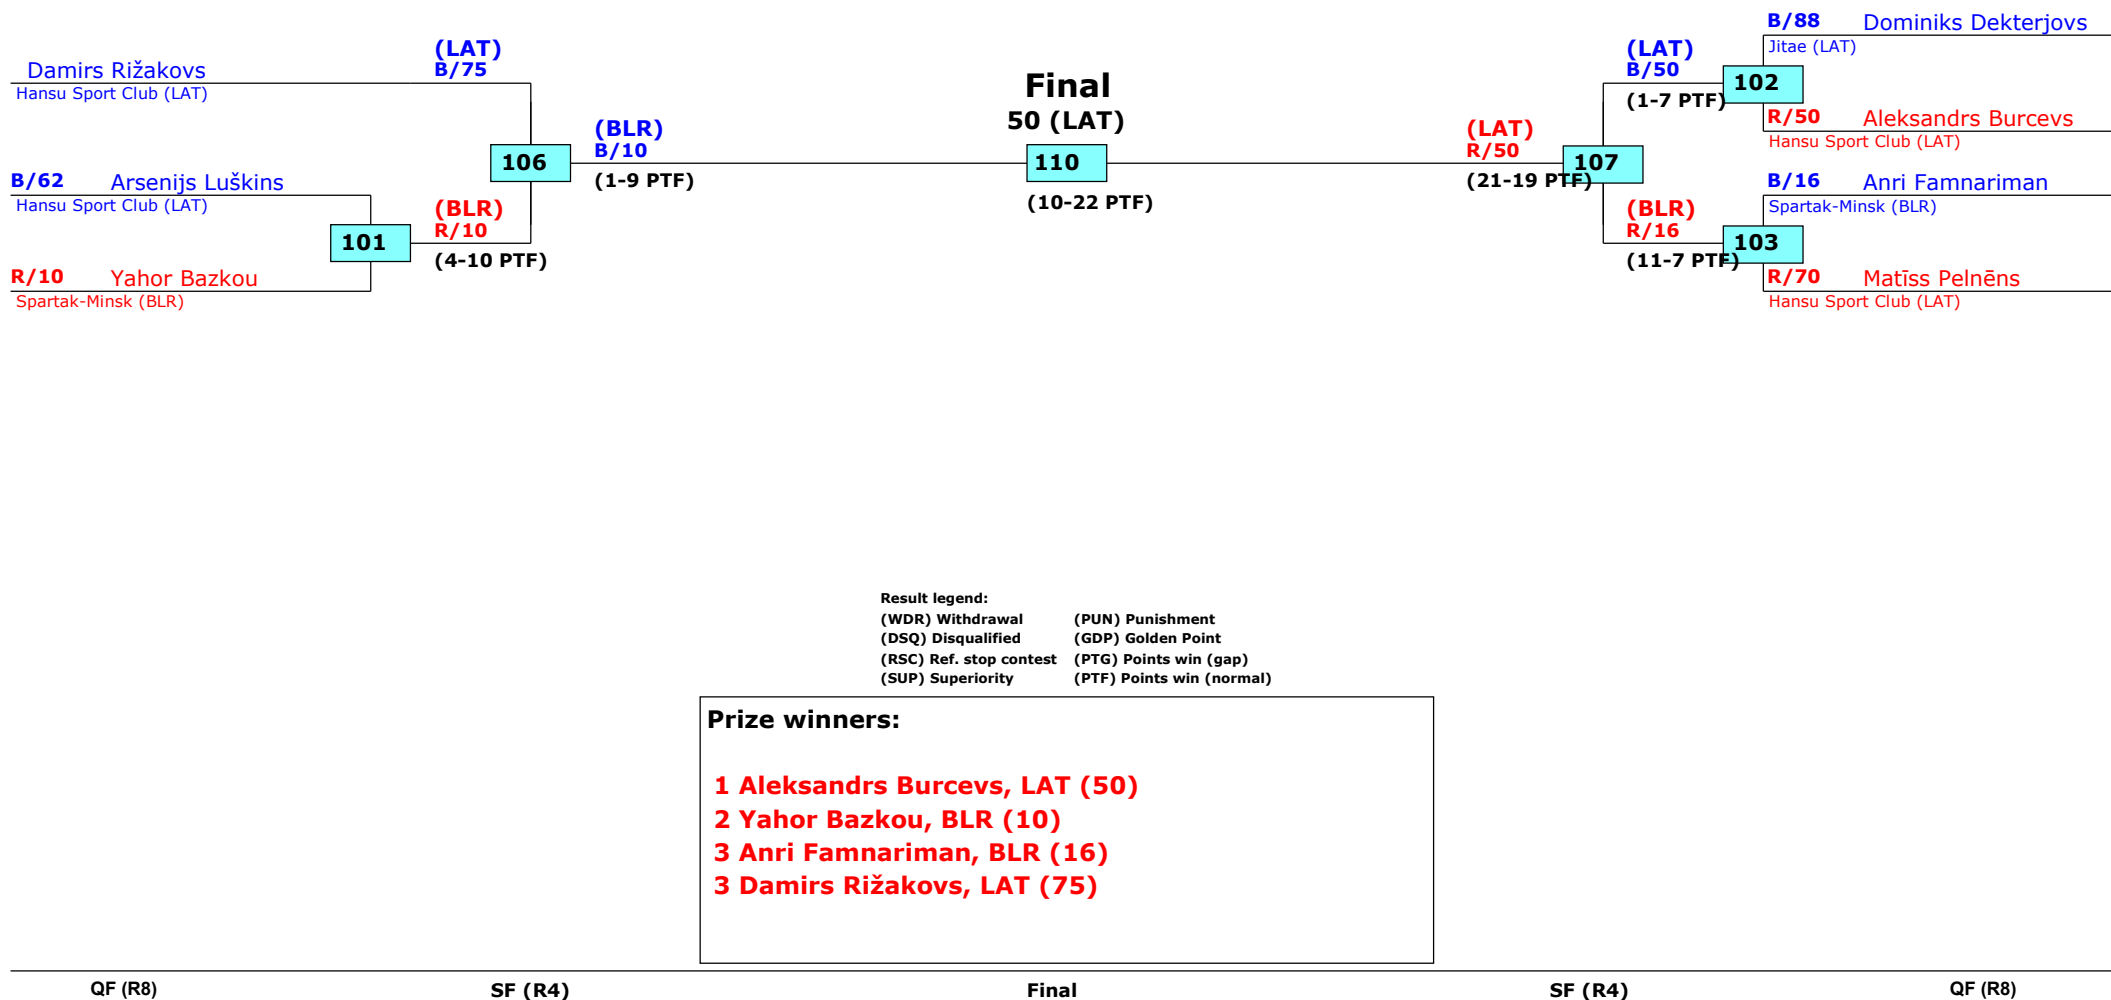 Damirs Rižakovs
Hansu Sport Club (LAT)
(LAT)
B/75
B/62 Arsenijs Luškins
Hansu Sport Club (LAT)
101
R/10 Yahor Bazkou
Spartak-Minsk (BLR)
(BLR)
R/10
(4-10 PTF)
106
(BLR)
B/10
(1-9 PTF)
Final
50 (LAT)
110
(10-22 PTF)
(LAT)
R/50
(21-19 PTF)
107
(LAT)
B/50
(1-7 PTF)
102
B/88 Dominiks Dekterjovs
Jitae (LAT)
R/50 Aleksandrs Burcevs
Hansu Sport Club (LAT)
B/16 Anri Famnariman
Spartak-Minsk (BLR)
(BLR)
R/16
(11-7 PTF)
103
R/70 Matīss Pelnēns
Hansu Sport Club (LAT)
Result legend:
(WDR) Withdrawal (PUN) Punishment
(DSQ) Disqualified (GDP) Golden Point
(RSC) Ref. stop contest (PTG) Points win (gap)
(SUP) Superiority (PTF) Points win (normal)
Prize winners:
1 Aleksandrs Burcevs, LAT (50)
2 Yahor Bazkou, BLR (10)
3 Anri Famnariman, BLR (16)
3 Damirs Rižakovs, LAT (75)
QF (R8) SF (R4) Final SF (R4) QF (R8)